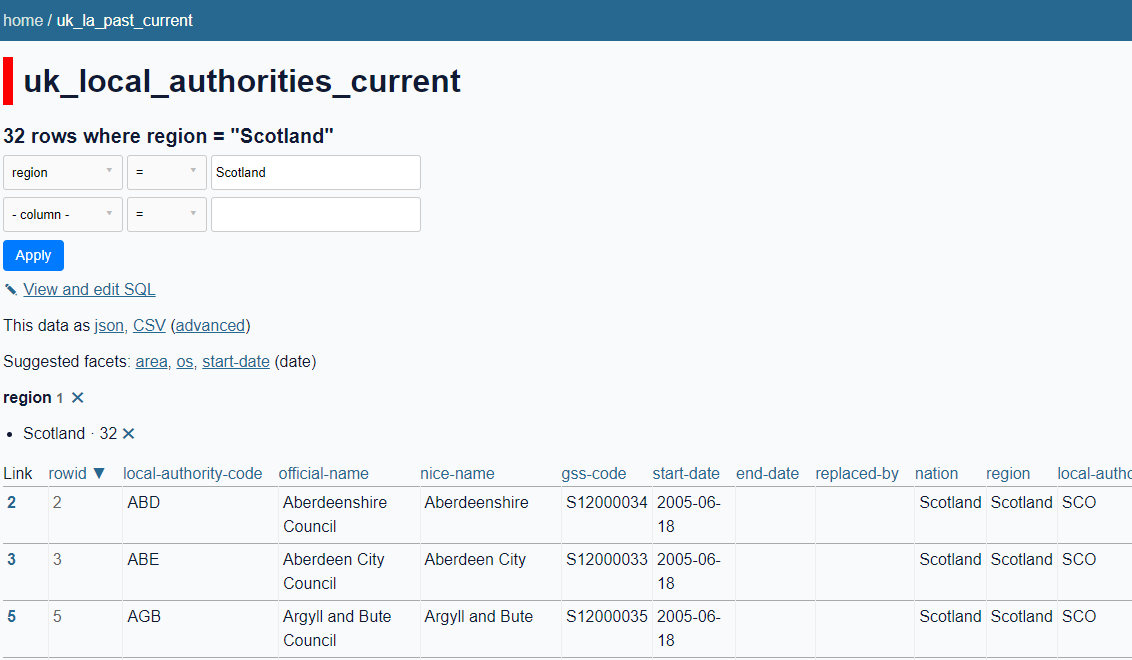 home / uk_la_past_current
uk_local_authorities_current
32 rows where region = "Scotland"
region = Scotland
- column - =
Apply
View and edit SQL
This data as json, CSV (advanced)
Suggested facets: area, os, start-date (date)
region 1 ✕
• Scotland · 32 ✕
Link rowid ▼ local-authority-code official-name nice-name gss-code start-date end-date replaced-by nation region local-autho
2 2 ABD Aberdeenshire Aberdeenshire S12000034 2005-06- Scotland Scotland SCO
Council 18
3 3 ABE Aberdeen City Aberdeen City S12000033 2005-06- Scotland Scotland SCO
Council 18
5 5 AGB Argyll and Bute Argyll and Bute S12000035 2005-06- Scotland Scotland SCO
Council 18